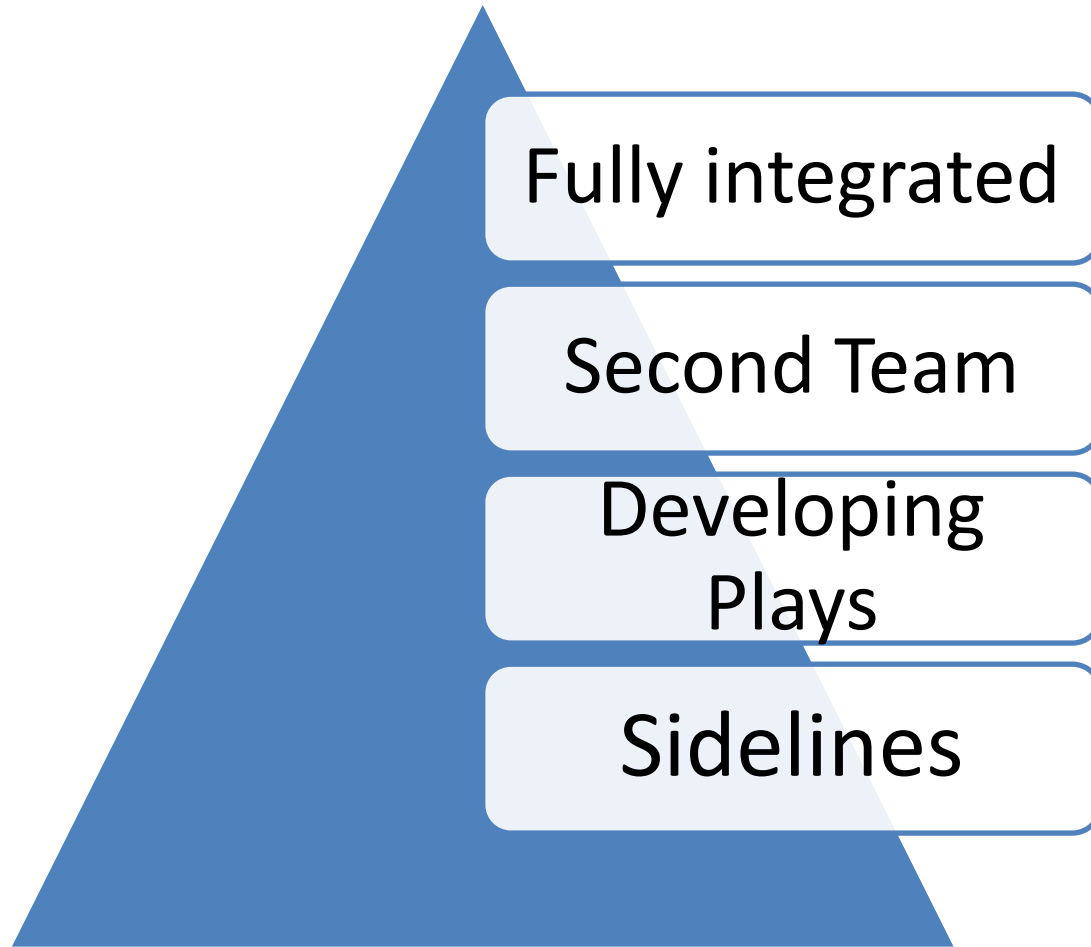 Fully integrated
Second Team
Developing
Plays
Sidelines